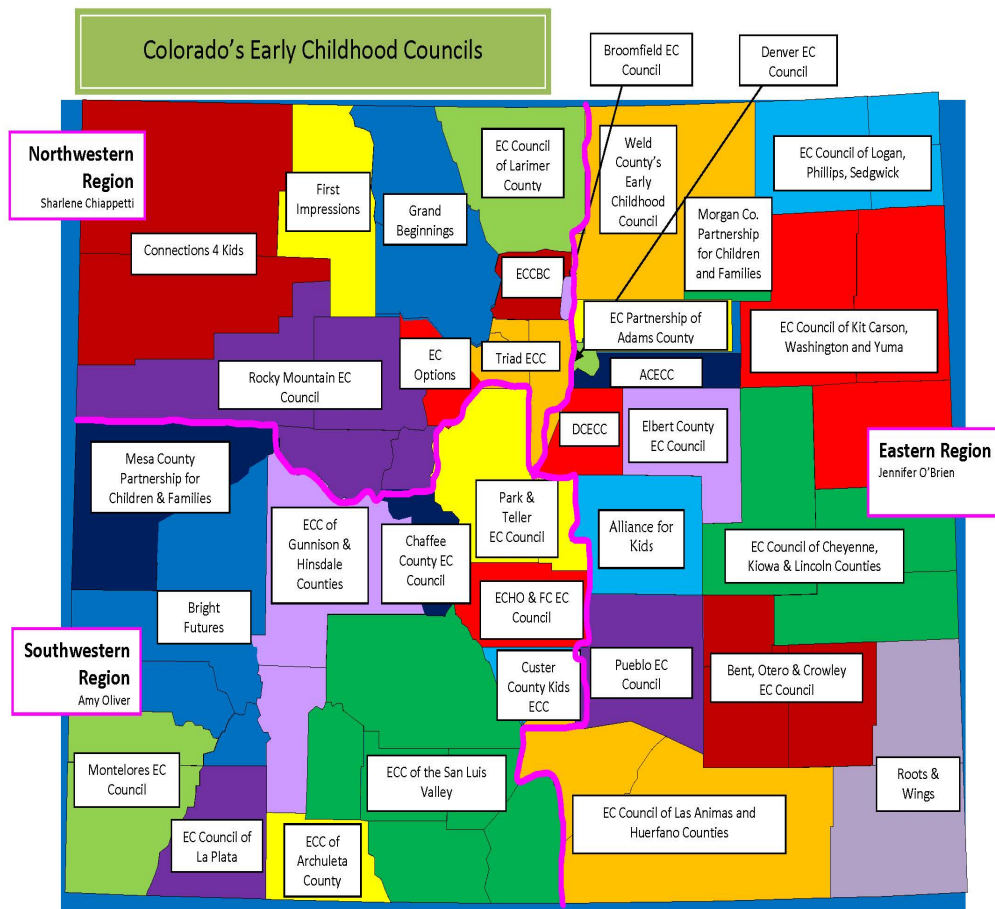 Colorado's Early Childhood Councils
Broomfield EC
Council
Denver EC
Council
Northwestern
Region
Sharlene Chiappetti
First
Impressions
Grand
Beginnings
EC Council
of Larimer
County
Weld
County's
Early
Childhood
Council
EC Council of Logan,
Phillips, Sedgwick
Connections 4 Kids
ECCBC
Morgan Co.
Partnership
for Children
and Families
EC Partnership of
Adams County
EC Council of Kit Carson,
Washington and Yuma
Rocky Mountain EC
Council
EC
Options
Triad ECC
ACECC
DCECC
Elbert County
EC Council
Eastern Region
Jennifer O'Brien
Mesa County
Partnership for
Children & Families
ECC of
Gunnison &
Hinsdale
Counties
Chaffee
County EC
Council
Park &
Teller
EC Council
Alliance for
Kids
EC Council of Cheyenne,
Kiowa & Lincoln Counties
Bright
Futures
ECHO & FC EC
Council
Southwestern
Region
Amy Oliver
Custer
County Kids
ECC
Pueblo EC
Council
Bent, Otero & Crowley
EC Council
Montelores EC
Council
ECC of the San Luis
Valley
Roots &
Wings
EC Council of
La Plata
ECC of
Archuleta
County
EC Council of Las Animas and
Huerfano Counties